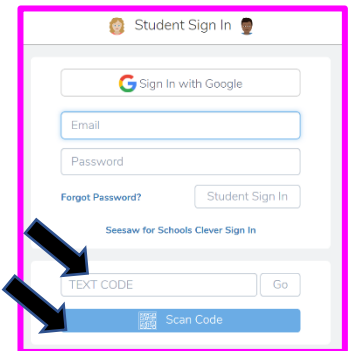 Student Sign In
Sign In with Google
Email
Password
Forgot Password?
Student Sign In
Seesaw for Schools Clever Sign In
TEXT CODE
Go
Scan Code